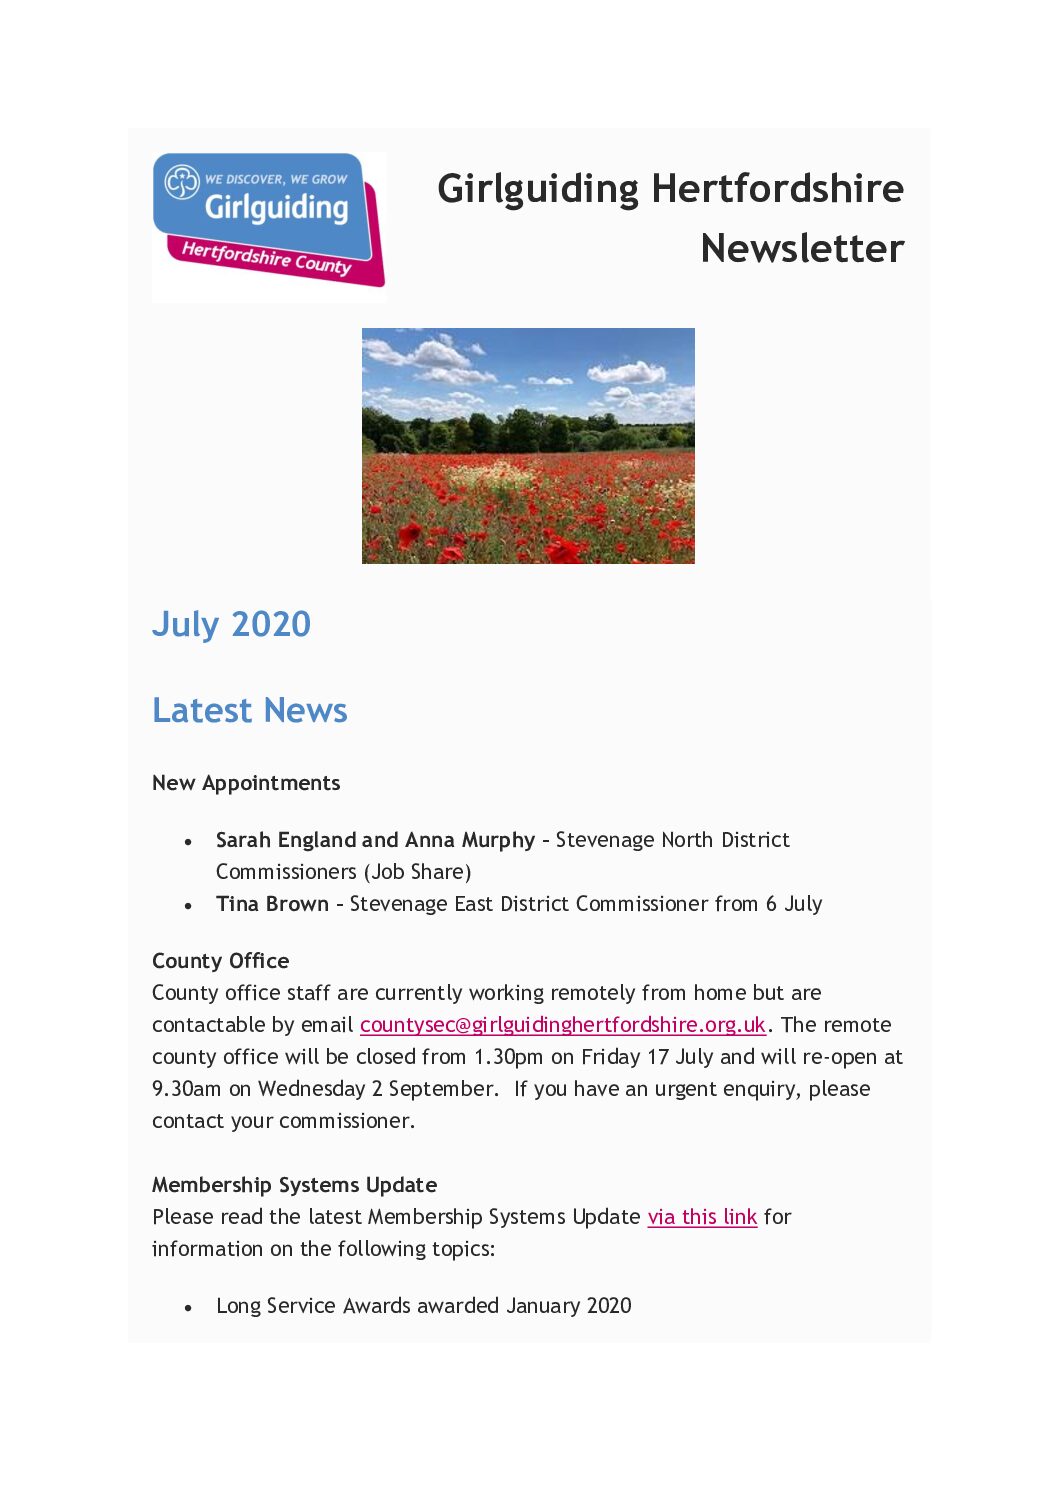 WE DISCOVER, WE GROW
Girlguiding
Hertfordshire County
Girlguiding Hertfordshire
Newsletter
July 2020
Latest News
New Appointments
• Sarah England and Anna Murphy – Stevenage North District
Commissioners (Job Share)
• Tina Brown – Stevenage East District Commissioner from 6 July
County Office
County office staff are currently working remotely from home but are
contactable by email countysec@girlguidinghertfordshire.org.uk. The remote
county office will be closed from 1.30pm on Friday 17 July and will re-open at
9.30am on Wednesday 2 September.  If you have an urgent enquiry, please
contact your commissioner.
Membership Systems Update
Please read the latest Membership Systems Update via this link for
information on the following topics:
• Long Service Awards awarded January 2020